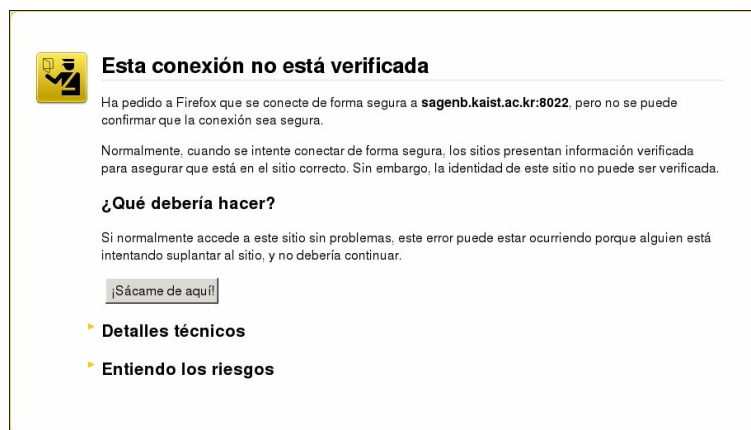 Esta conexión no está verificada
Ha pedido a Firefox que se conecte de forma segura a sagenb.kaist.ac.kr:8022, pero no se puede
confirmar que la conexión sea segura.
Normalmente, cuando se intente conectar de forma segura, los sitios presentan información verificada
para asegurar que está en el sitio correcto. Sin embargo, la identidad de este sitio no puede ser verificada.
¿Qué debería hacer?
Si normalmente accede a este sitio sin problemas, este error puede estar ocurriendo porque alguien está
intentando suplantar al sitio, y no debería continuar.
¡Sácame de aquí!
Detalles técnicos
Entiendo los riesgos